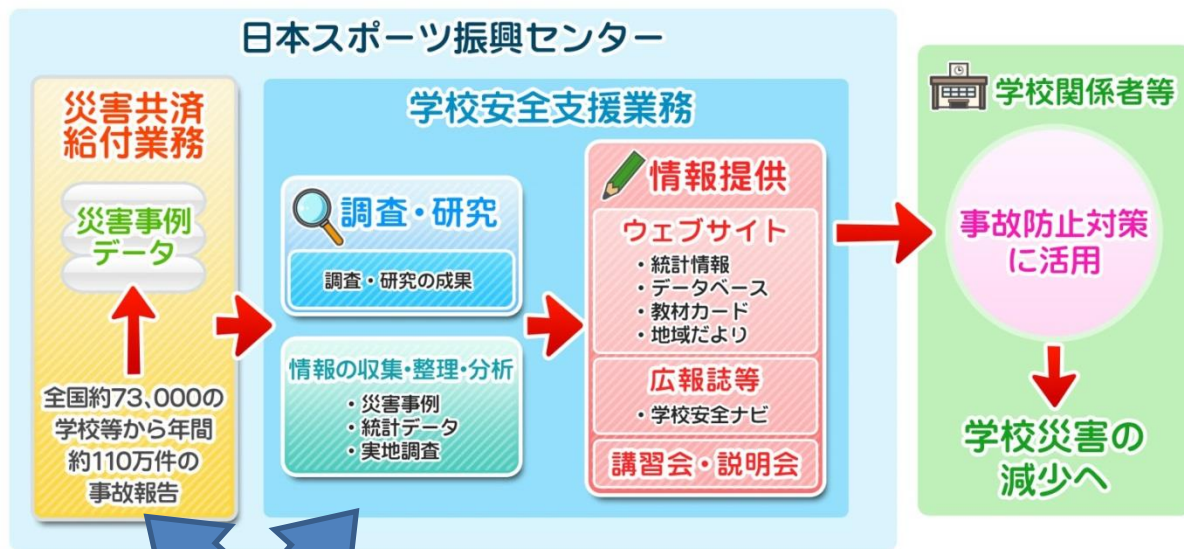 日本スポーツ振興センター
災害共済
給付業務
災害事例
データ
全国約73、000の
学校等から年間
約110万件の
事故報告
学校安全支援業務
調査・研究
調査・研究の成果
情報の収集・整理・分析
・災害事例
・統計データ
・実地調査
情報提供
ウェブサイト
・統計情報
・データベース
・教材カード
・地域だより
広報誌等
・学校安全ナビ
講習会・説明会
学校関係者等
事故防止対策
に活用
学校災害の
減少へ